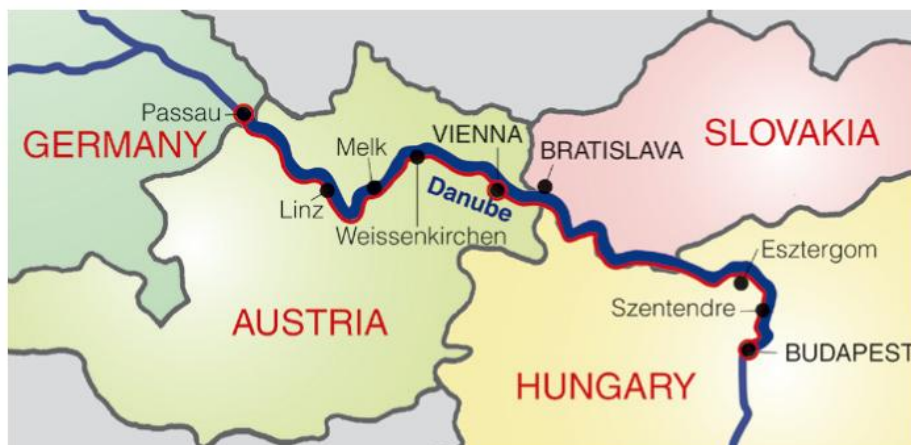 Passau
GERMANY
Linz
Melk
Weissenkirchen
VIENNA
Danube
BRATISLAVA
SLOVAKIA
AUSTRIA
Esztergom
Szentendre
BUDAPEST
HUNGARY